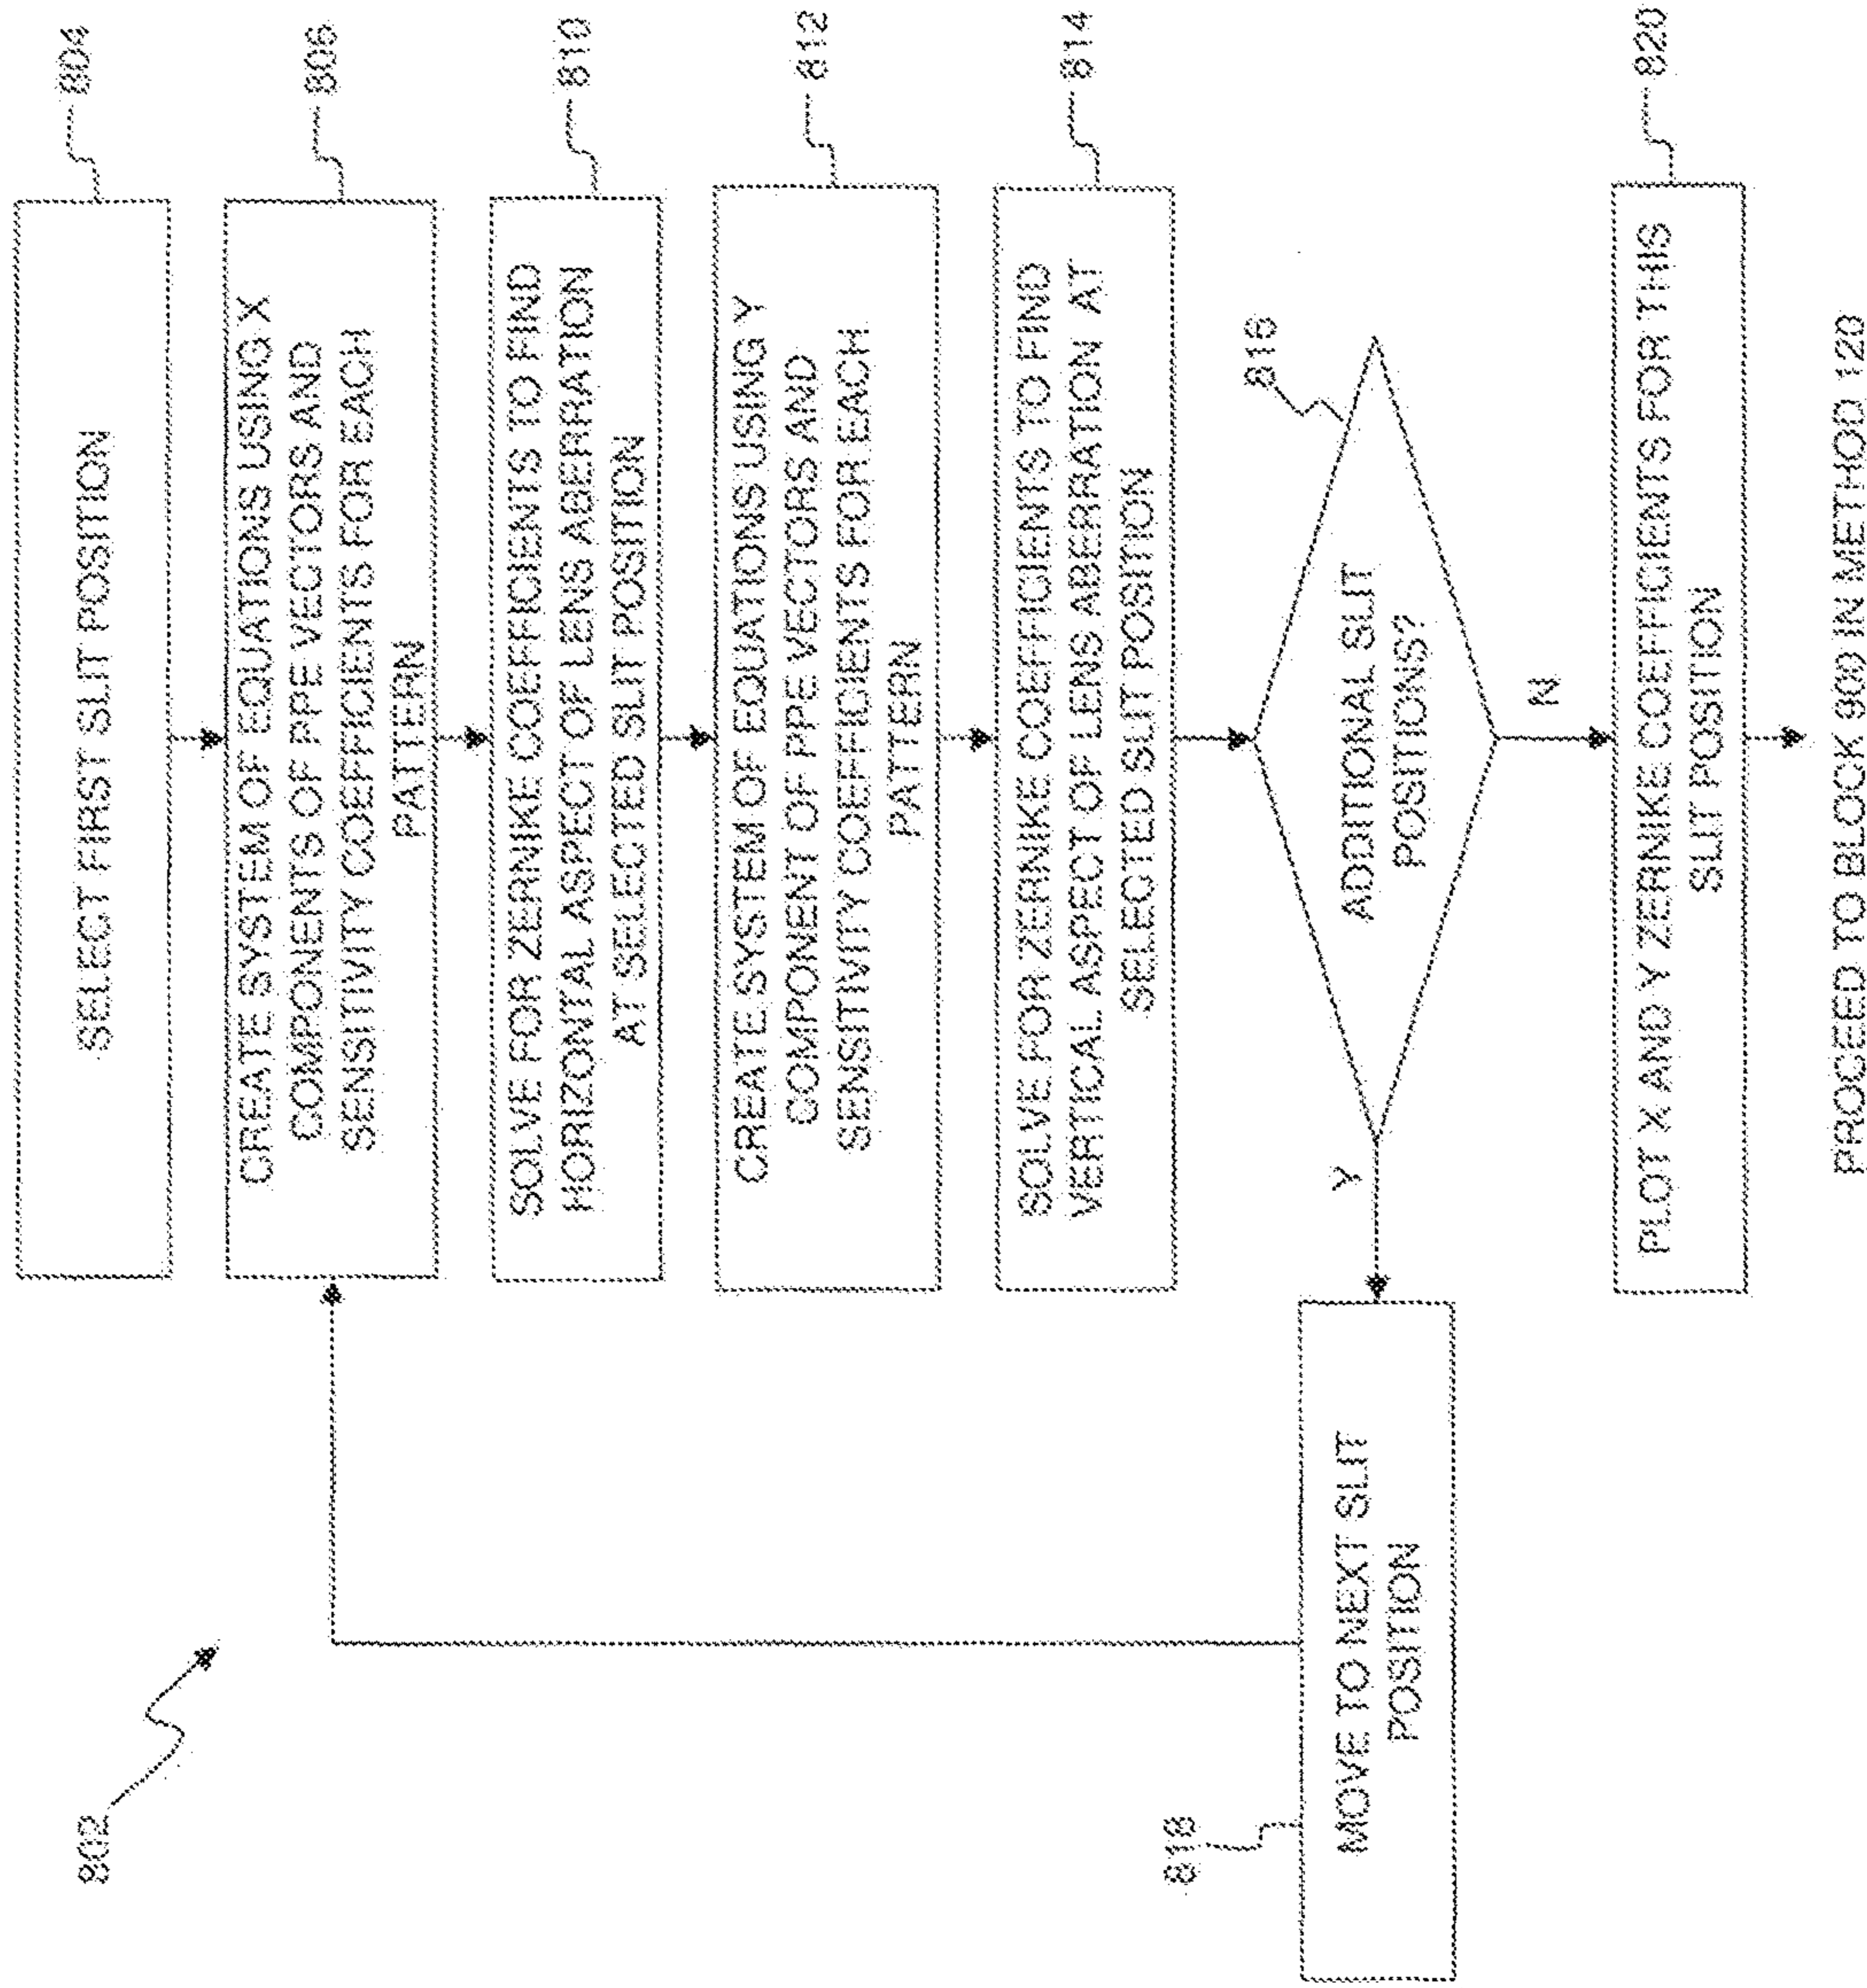 802
SELECT FIRST SLIT POSITION
804
CREATE SYSTEM OF EQUATIONS USING X
COMPONENTS OF PPE VECTORS AND
SENSITIVITY COEFFICIENTS FOR EACH
PATTERN
806
SOLVE FOR ZERNIKE COEFFICIENTS TO FIND
HORIZONTAL ASPECT OF LENS ABERRATION
AT SELECTED SLIT POSITION
810
CREATE SYSTEM OF EQUATIONS USING Y
COMPONENT OF PPE VECTORS AND
SENSITIVITY COEFFICIENTS FOR EACH
PATTERN
812
SOLVE FOR ZERNIKE COEFFICIENTS TO FIND
VERTICAL ASPECT OF LENS ABERRATION AT
SELECTED SLIT POSITION
814
818
MOVE TO NEXT SLIT
POSITION
Y
ADDITIONAL SLIT
POSITIONS?
816
N
PLOT X AND Y ZERNIKE COEFFICIENTS FOR THIS
SLIT POSITION
820
PROCEED TO BLOCK 900 IN METHOD 120